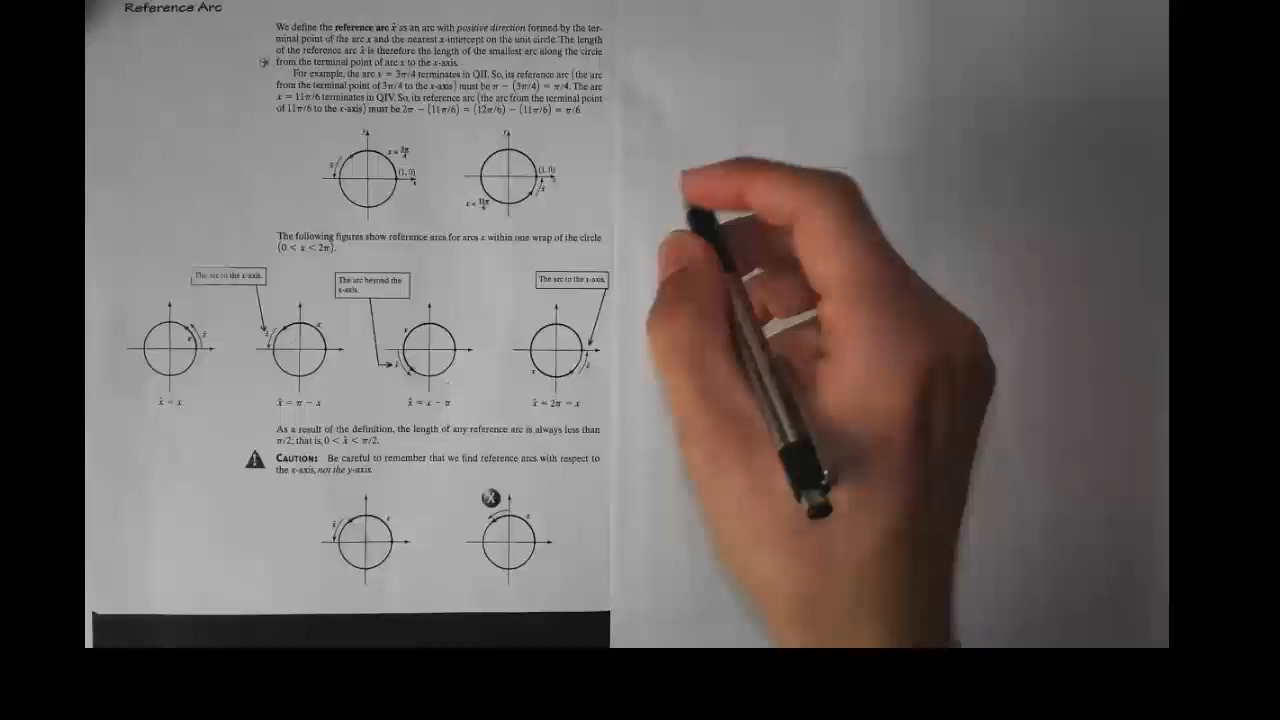 Reference Arc
We define the reference arc x̂ as an arc with positive direction formed by the ter-
minal point of the arc x and the nearest x-intercept on the unit circle. The length
of the reference arc x̂ is therefore the length of the smallest arc along the circle
from the terminal point of arc x to the x-axis.
For example, the arc x = 3π/4 terminates in QII. So, its reference arc (the arc
from the terminal point of 3π/4 to the x-axis) must be π − (3π/4) = π/4. The arc
x = 11π/6 terminates in QIV. So, its reference arc (the arc from the terminal point
of 11π/6 to the x-axis) must be 2π − (11π/6) = (12π/6) − (11π/6) = π/6.
y y
x = 3π/4
x̂ (1, 0) (1, 0)
x x
x̂
x = 11π/6
The following figures show reference arcs for arcs x within one wrap of the circle
(0 < x < 2π).
The arc to the x-axis.
The arc beyond the
x-axis.
The arc to the x-axis.
x̂ = x x̂ = π − x x̂ = x − π x̂ = 2π − x
As a result of the definition, the length of any reference arc is always less than
π/2; that is, 0 < x̂ < π/2.
CAUTION: Be careful to remember that we find reference arcs with respect to
the x-axis, not the y-axis.
X
x̂ x x